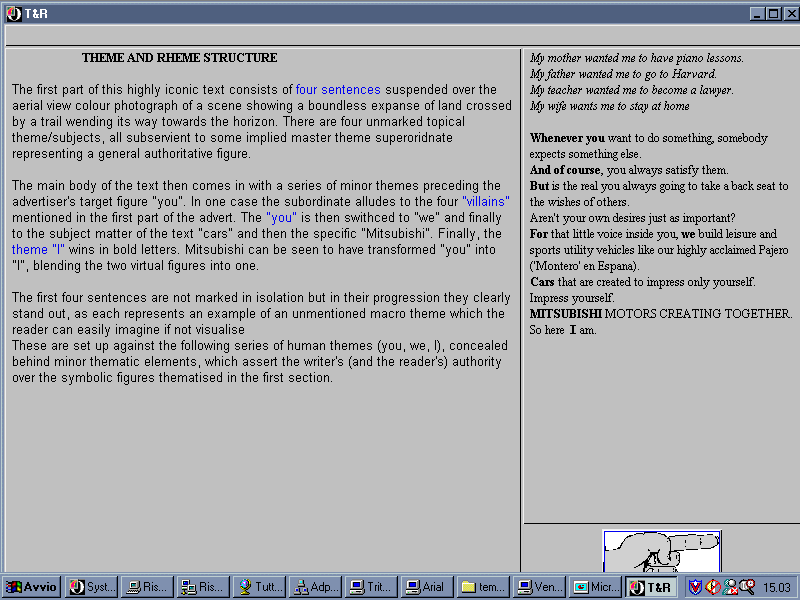 T&R
THEME AND RHEME STRUCTURE
The first part of this highly iconic text consists of four sentences suspended over the
aerial view colour photograph of a scene showing a boundless expanse of land crossed
by a trail wending its way towards the horizon. There are four unmarked topical
theme/subjects, all subservient to some implied master theme superoridnate
representing a general authoritative figure.
The main body of the text then comes in with a series of minor themes preceding the
advertiser's target figure "you". In one case the subordinate alludes to the four "villains"
mentioned in the first part of the advert. The "you" is then swithced to "we" and finally
to the subject matter of the text "cars" and then the specific "Mitsubishi". Finally, the
theme "I" wins in bold letters. Mitsubishi can be seen to have transformed "you" into
"I", blending the two virtual figures into one.
The first four sentences are not marked in isolation but in their progression they clearly
stand out, as each represents an example of an unmentioned macro theme which the
reader can easily imagine if not visualise
These are set up against the following series of human themes (you, we, I), concealed
behind minor thematic elements, which assert the writer's (and the reader's) authority
over the symbolic figures thematised in the first section.
My mother wanted me to have piano lessons.
My father wanted me to go to Harvard.
My teacher wanted me to become a lawyer.
My wife wants me to stay at home
Whenever you want to do something, somebody
expects something else.
And of course, you always satisfy them.
But is the real you always going to take a back seat to
the wishes of others.
Aren't your own desires just as important?
For that little voice inside you, we build leisure and
sports utility vehicles like our highly acclaimed Pajero
('Montero' en Espana).
Cars that are created to impress only yourself.
Impress yourself.
MITSUBISHI MOTORS CREATING TOGETHER.
So here I am.
Avvio Syst... Ris... Ris... Tutt... Adp... Trit... Arial tem... Ven... Micr... T&R 15.03